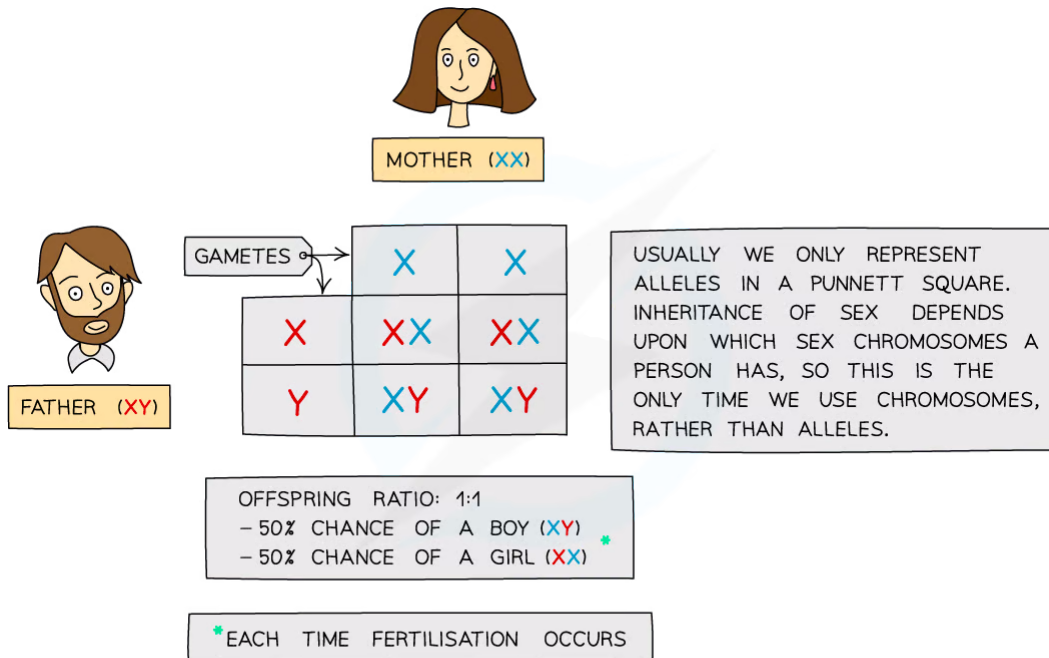 MOTHER (XX)
GAMETES
X X
USUALLY WE ONLY REPRESENT
ALLELES IN A PUNNETT SQUARE.
INHERITANCE OF SEX DEPENDS
UPON WHICH SEX CHROMOSOMES A
PERSON HAS, SO THIS IS THE
ONLY TIME WE USE CHROMOSOMES,
RATHER THAN ALLELES.
X XX XX
Y XY XY
FATHER (XY)
OFFSPRING RATIO: 1:1
– 50% CHANCE OF A BOY (XY)
– 50% CHANCE OF A GIRL (XX) *
*EACH TIME FERTILISATION OCCURS